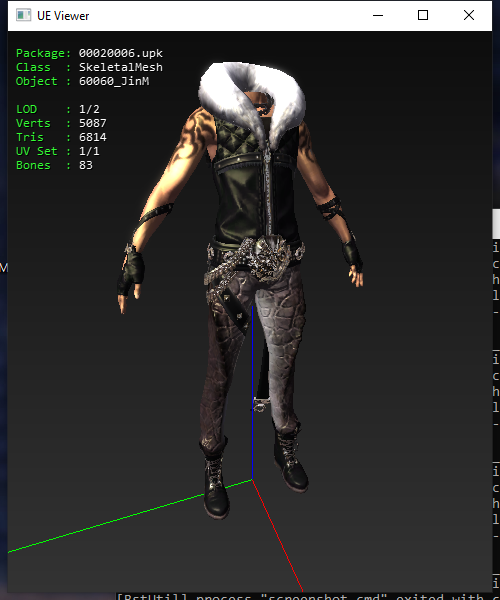 UE Viewer
Package: 00020006.upk
Class  : SkeletalMesh
Object : 60060_JinM
LOD    : 1/2
Verts  : 5087
Tris   : 6814
UV Set : 1/1
Bones  : 83
M
i
c
h
l
-
i
c
h
l
-
i
c
h
l
-
i
[BstUtil] process "screenshot.cmd" exited with c